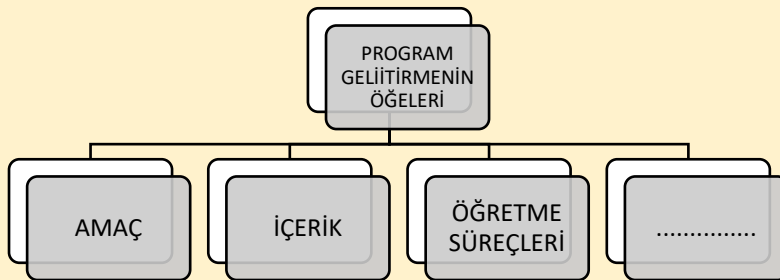 PROGRAM
GELİİTİRMENİN
ÖĞELERİ
AMAÇ
İÇERİK
ÖĞRETME
SÜREÇLERİ
...............